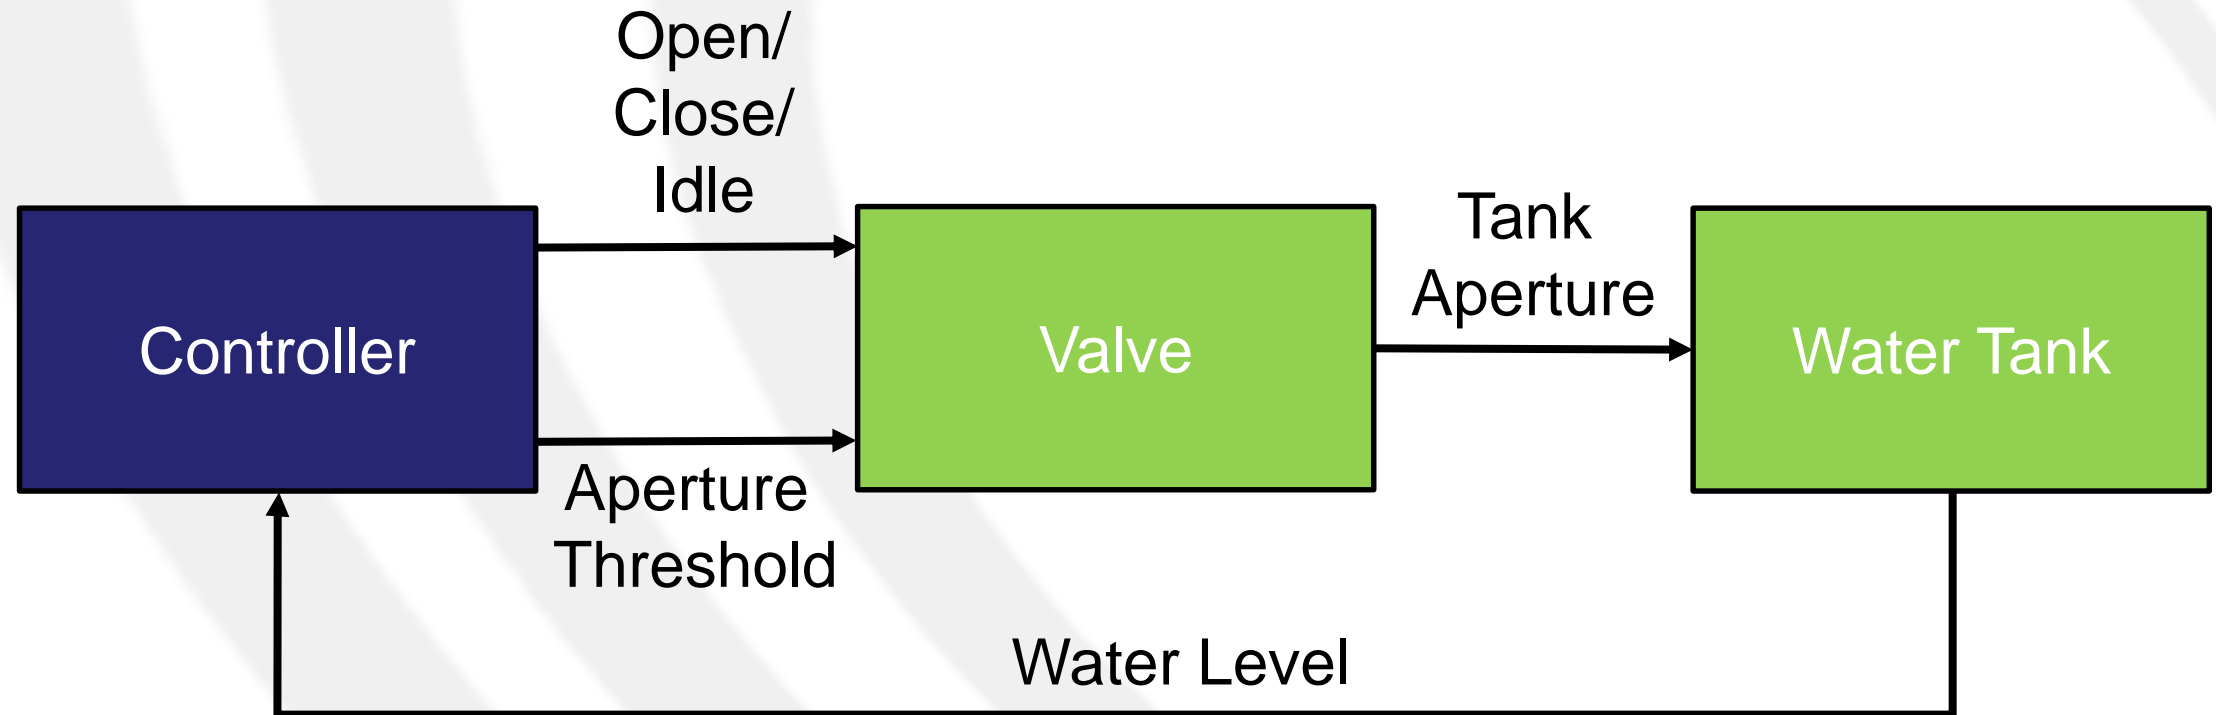 Open/
Close/
Idle
Controller
Aperture
Threshold
Valve
Tank
Aperture
Water Tank
Water Level